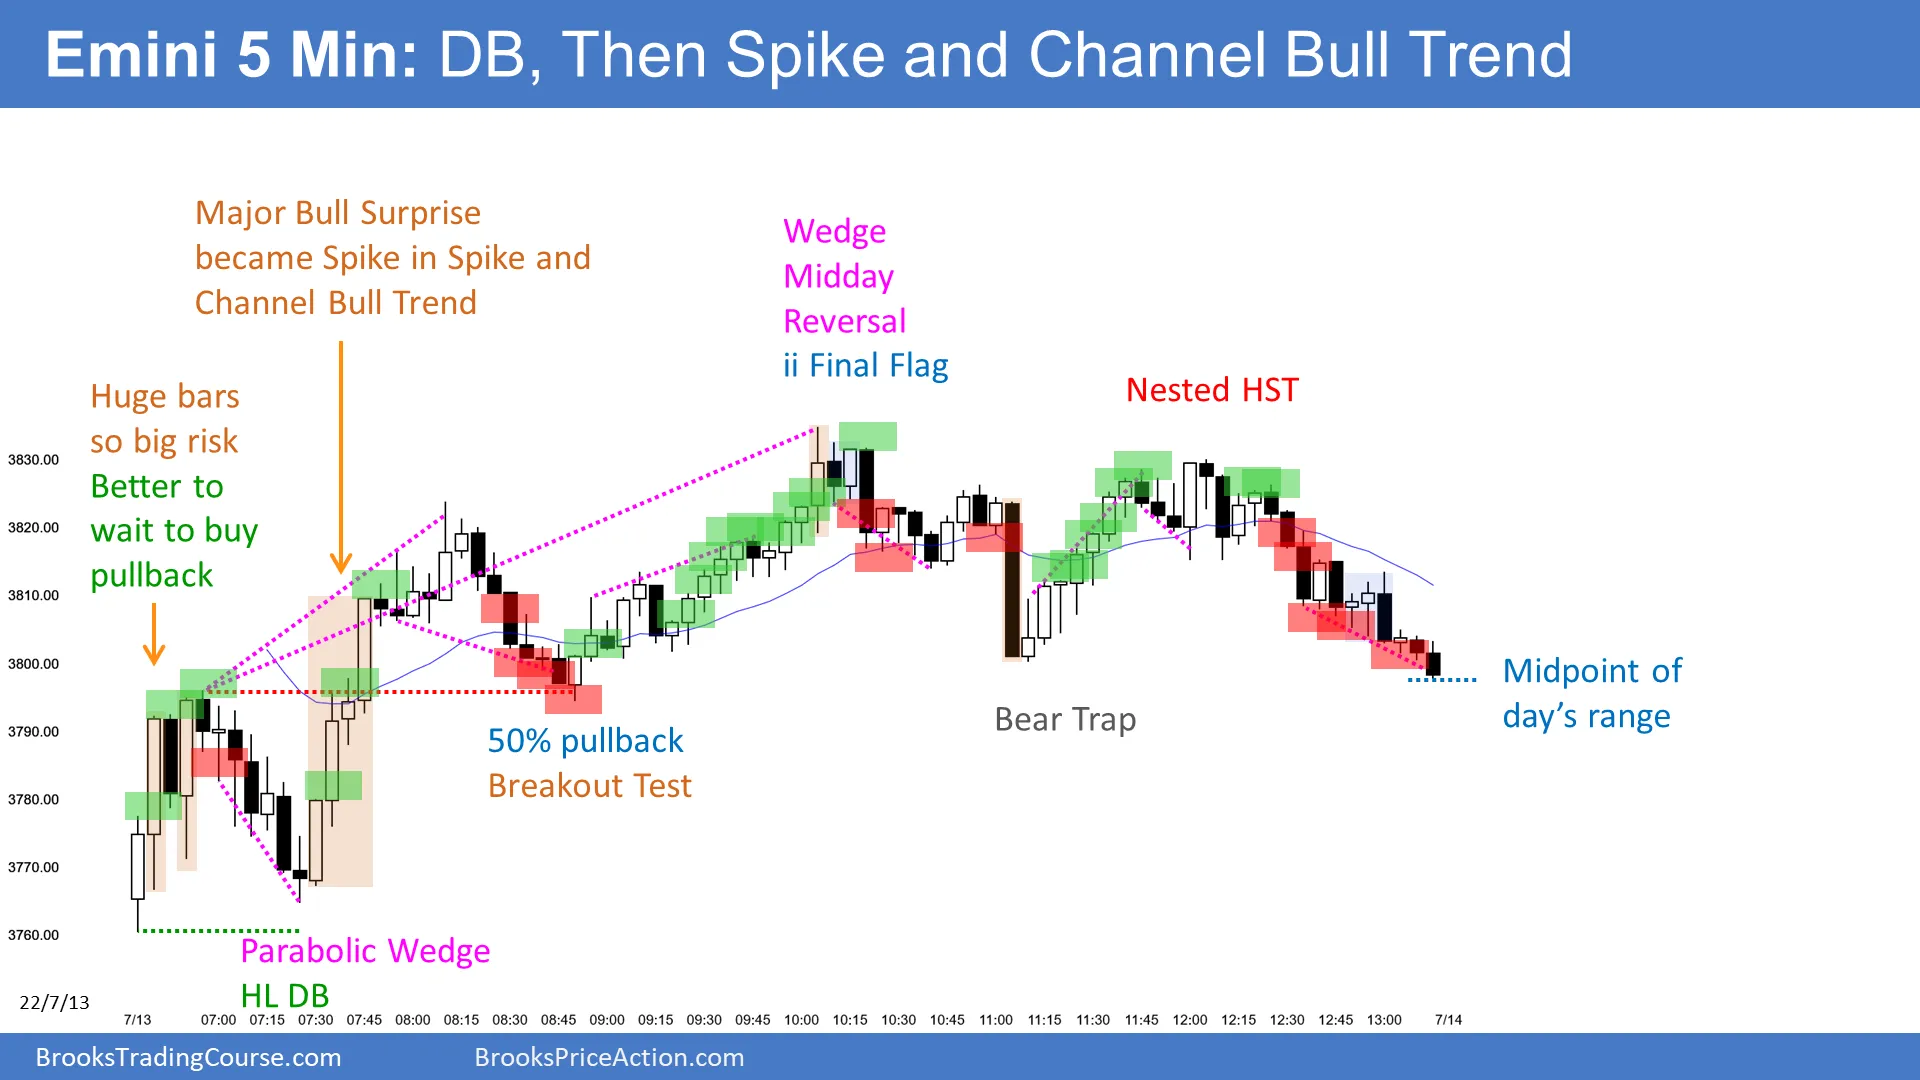 Emini 5 Min: DB, Then Spike and Channel Bull Trend
Major Bull Surprise
became Spike in Spike and
Channel Bull Trend
Huge bars
so big risk
Better to
wait to buy
pullback
Wedge
Midday
Reversal
ii Final Flag
Nested HST
50% pullback
Breakout Test
Bear Trap
Midpoint of
day’s range
Parabolic Wedge
HL DB
3830.00
3820.00
3810.00
3800.00
3790.00
3780.00
3770.00
3760.00
22/7/13
7/13 07:00 07:15 07:30 07:45 08:00 08:15 08:30 08:45 09:00 09:15 09:30 09:45 10:00 10:15 10:30 10:45 11:00 11:15 11:30 11:45 12:00 12:15 12:30 12:45 13:00 7/14
BrooksTradingCourse.com
BrooksPriceAction.com